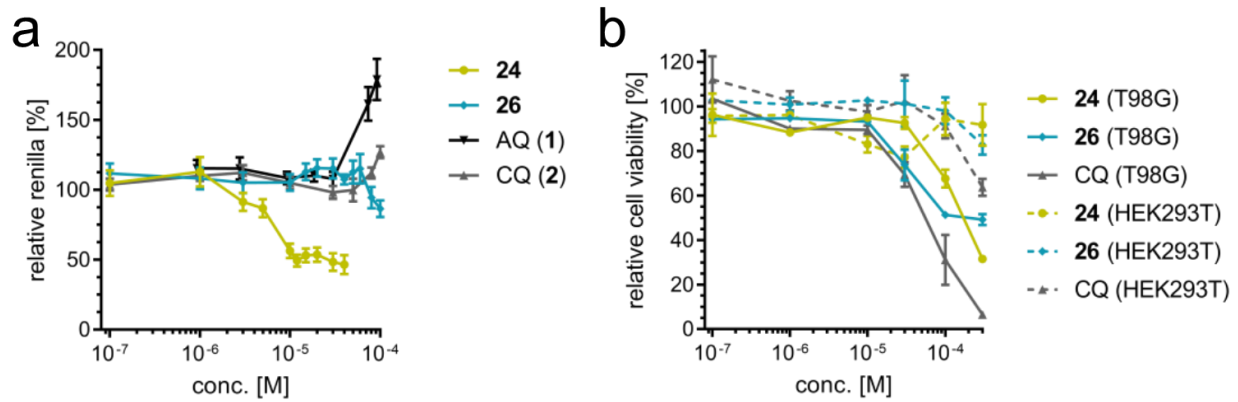 a
relative renilla [%]
200
150
100
50
0
10-7
10-6
10-5
10-4
conc. [M]
24
26
AQ (1)
CQ (2)
b
relative cell viability [%]
120
100
80
60
40
20
0
10-7
10-6
10-5
10-4
conc. [M]
24 (T98G)
26 (T98G)
CQ (T98G)
24 (HEK293T)
26 (HEK293T)
CQ (HEK293T)